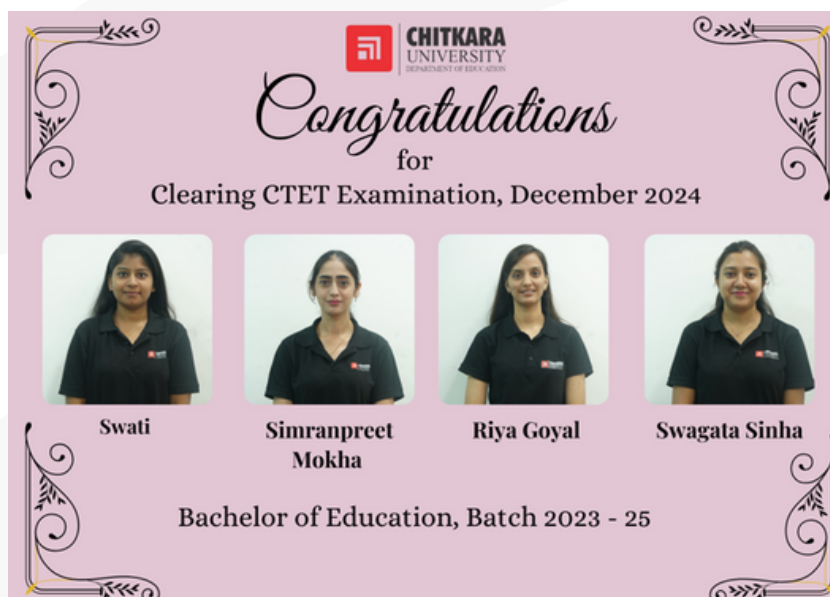 CHITKARA
UNIVERSITY
DEPARTMENT OF EDUCATION
Congratulations
for
Clearing CTET Examination, December 2024
Swati
Simranpreet
Mokha
Riya Goyal
Swagata Sinha
Bachelor of Education, Batch 2023 - 25